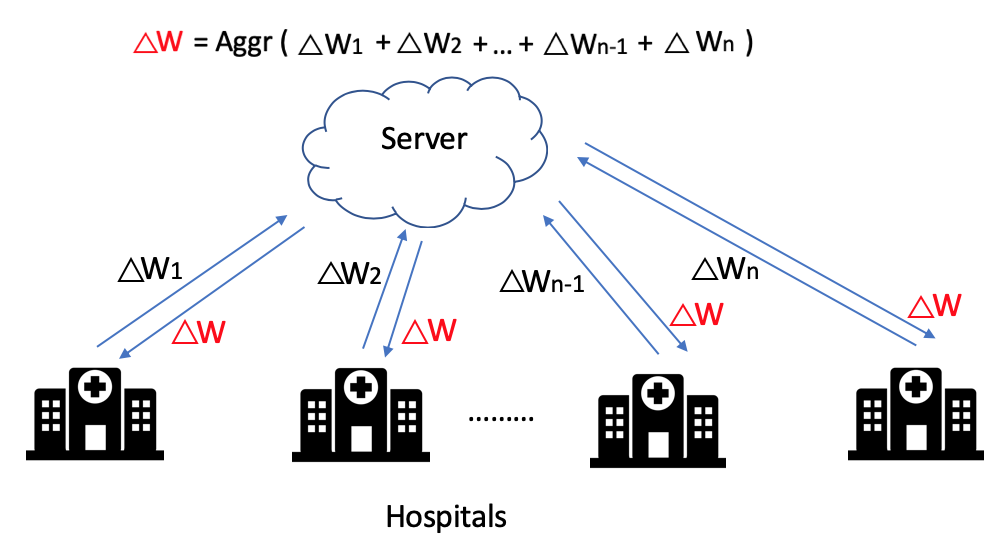 △W = Aggr ( △W1 + △W2 + ... + △Wn-1 + △ Wn )
Server
△W1
△W2
△Wn-1
△Wn
△W
△W
△W
△W
.........
Hospitals